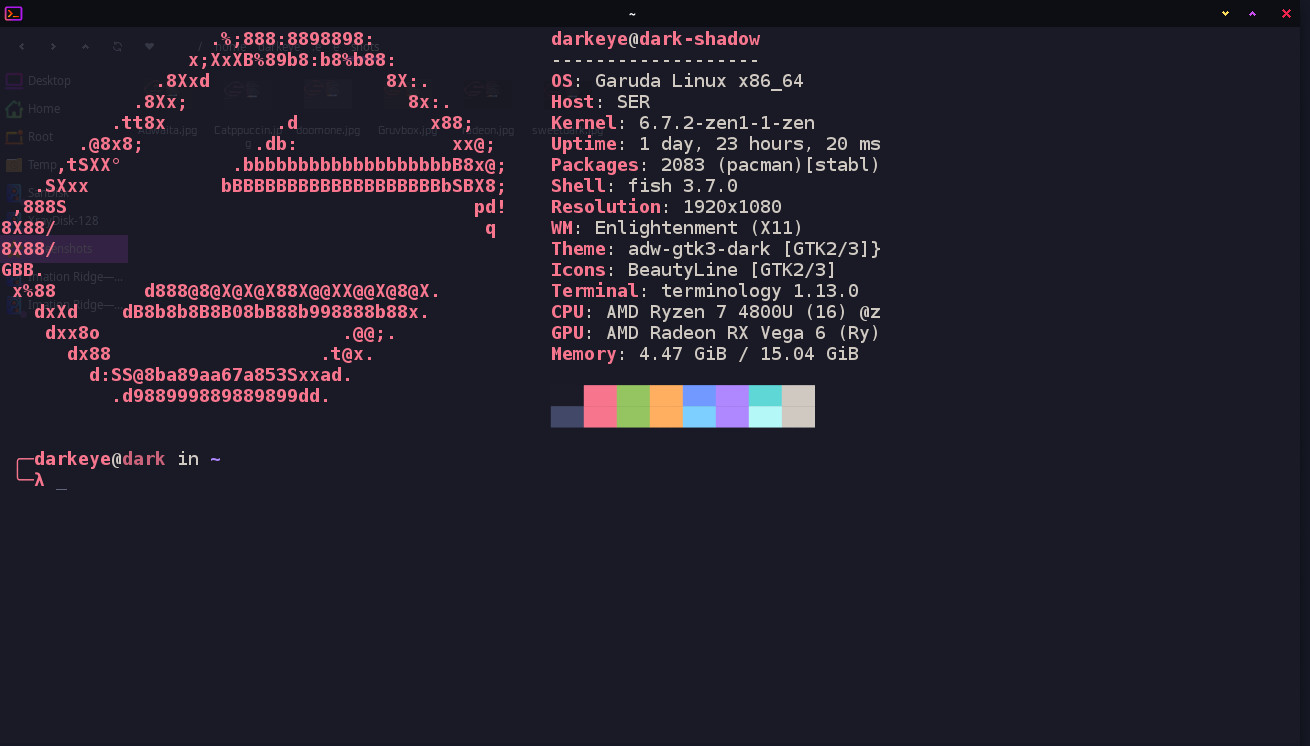 ~
.%;888:8898898: darkeye@dark-shadow
x;XxXB%89b8:b8%b88: -------------------
.8Xxd 8X:. OS: Garuda Linux x86_64
.8Xx; 8x:. Host: SER
.tt8x .d x88; Kernel: 6.7.2-zen1-1-zen
.@8x8; .db: xx@; Uptime: 1 day, 23 hours, 20 ms
,tSXX° .bbbbbbbbbbbbbbbbbbbB8x@; Packages: 2083 (pacman)[stabl)
.SXxx bBBBBBBBBBBBBBBBBBBBbSBX8; Shell: fish 3.7.0
,888S pd! Resolution: 1920x1080
8X88/ q WM: Enlightenment (X11)
8X88/ Theme: adw-gtk3-dark [GTK2/3]}
GBB. Icons: BeautyLine [GTK2/3]
x%88 d888@8@X@X@X88X@@XX@@X@8@X. Terminal: terminology 1.13.0
dxXd dB8b8b8B8B08bB88b998888b88x. CPU: AMD Ryzen 7 4800U (16) @z
dxx8o .@@;. GPU: AMD Radeon RX Vega 6 (Ry)
dx88 .t@x. Memory: 4.47 GiB / 15.04 GiB
d:SS@8ba89aa67a853Sxxad.
.d988999889889899dd.
darkeye@dark in ~
λ _
Desktop
Home
Root
Temp